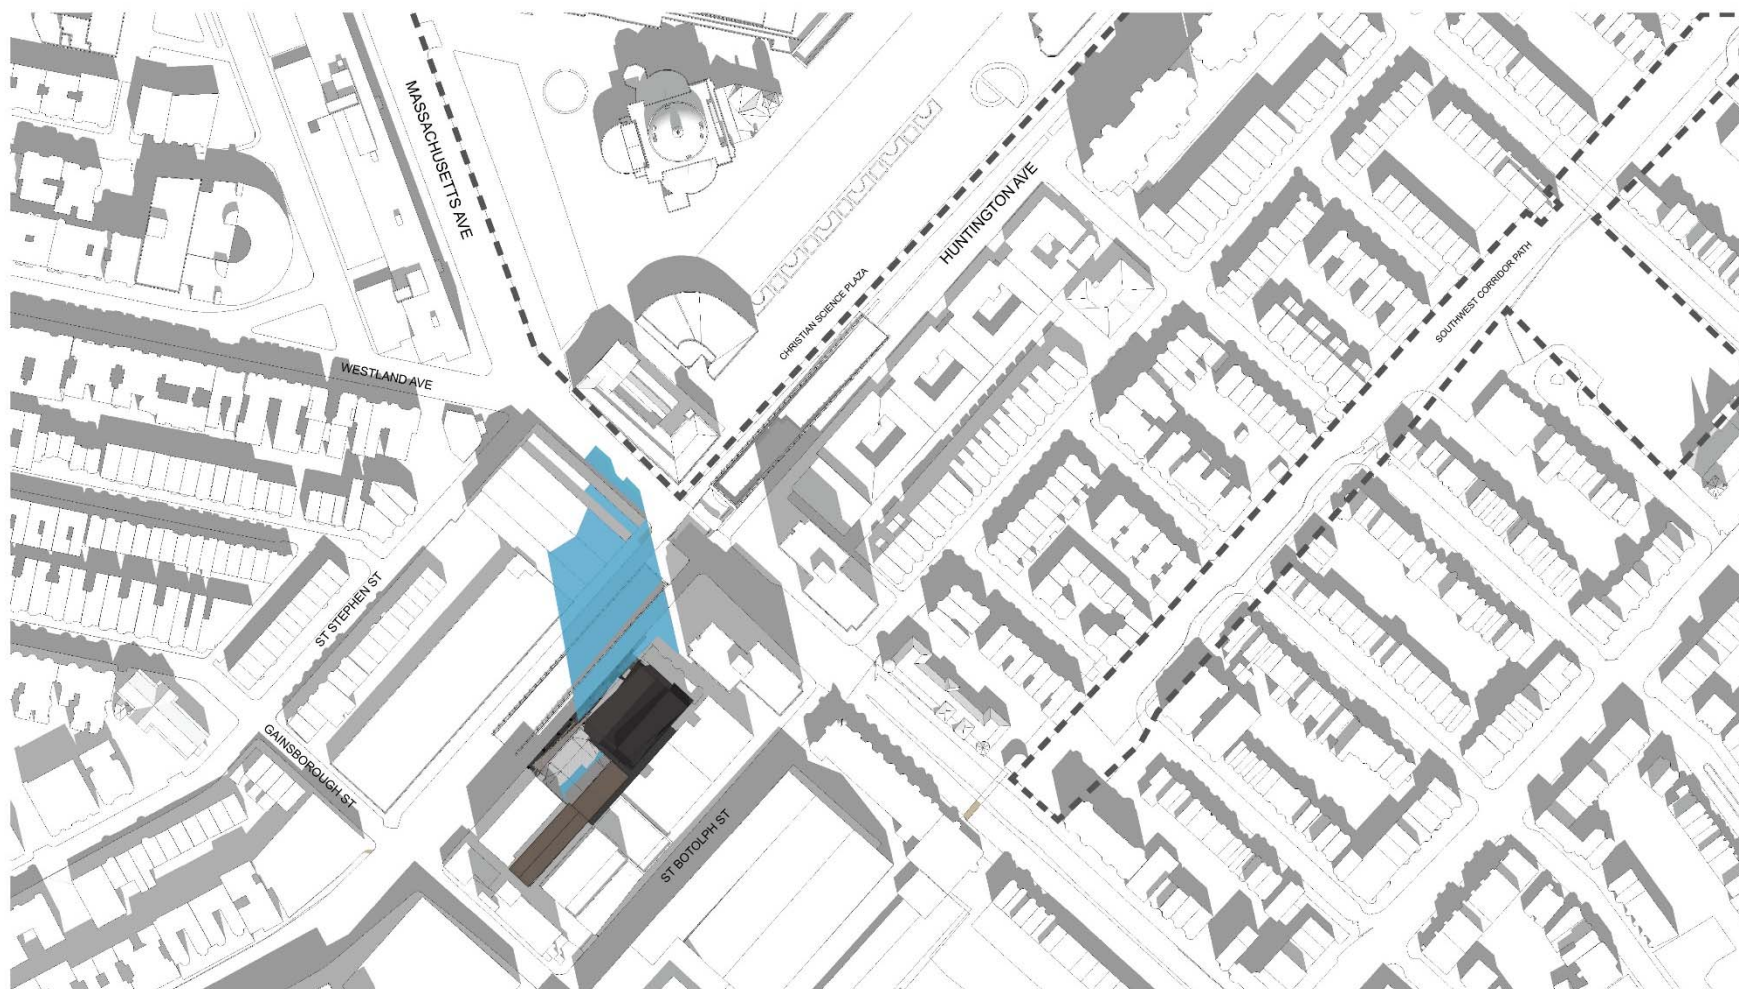 MASSACHUSETTS AVE
HUNTINGTON AVE
CHRISTIAN SCIENCE PLAZA
SOUTHWEST CORRIDOR PATH
WESTLAND AVE
ST STEPHEN ST
GAINSBOROUGH ST
ST BOTOLPH ST